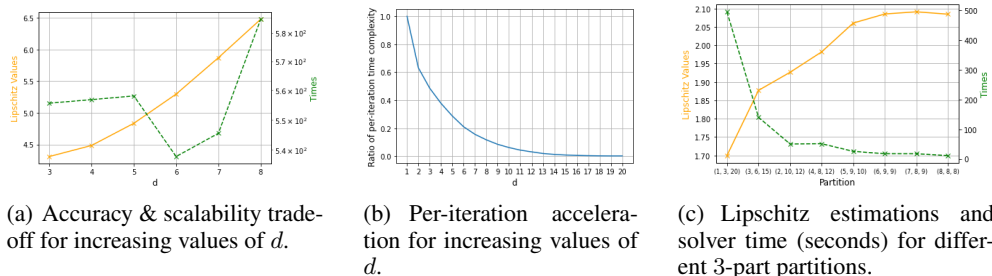 6.5
6.0
5.5
5.0
4.5
Lipschitz Values
3 4 5 6 7 8
d
5.8 × 10²
5.7 × 10²
5.6 × 10²
5.5 × 10²
5.4 × 10²
Times
(a) Accuracy & scalability trade-
off for increasing values of d.
1.0
0.8
0.6
0.4
0.2
0.0
Ratio of per-iteration time complexity
1 2 3 4 5 6 7 8 9 10 11 12 13 14 15 16 17 18 19 20
d
(b) Per-iteration accelera-
tion for increasing values of
d.
2.10
2.05
2.00
1.95
1.90
1.85
1.80
1.75
1.70
Lipschitz Values
(1, 3, 20) (3, 6, 15) (2, 10, 12) (4, 8, 12) (5, 9, 10) (6, 9, 9) (7, 8, 9) (8, 8, 8)
Partition
500
400
300
200
100
0
Times
(c) Lipschitz estimations and
solver time (seconds) for differ-
ent 3-part partitions.